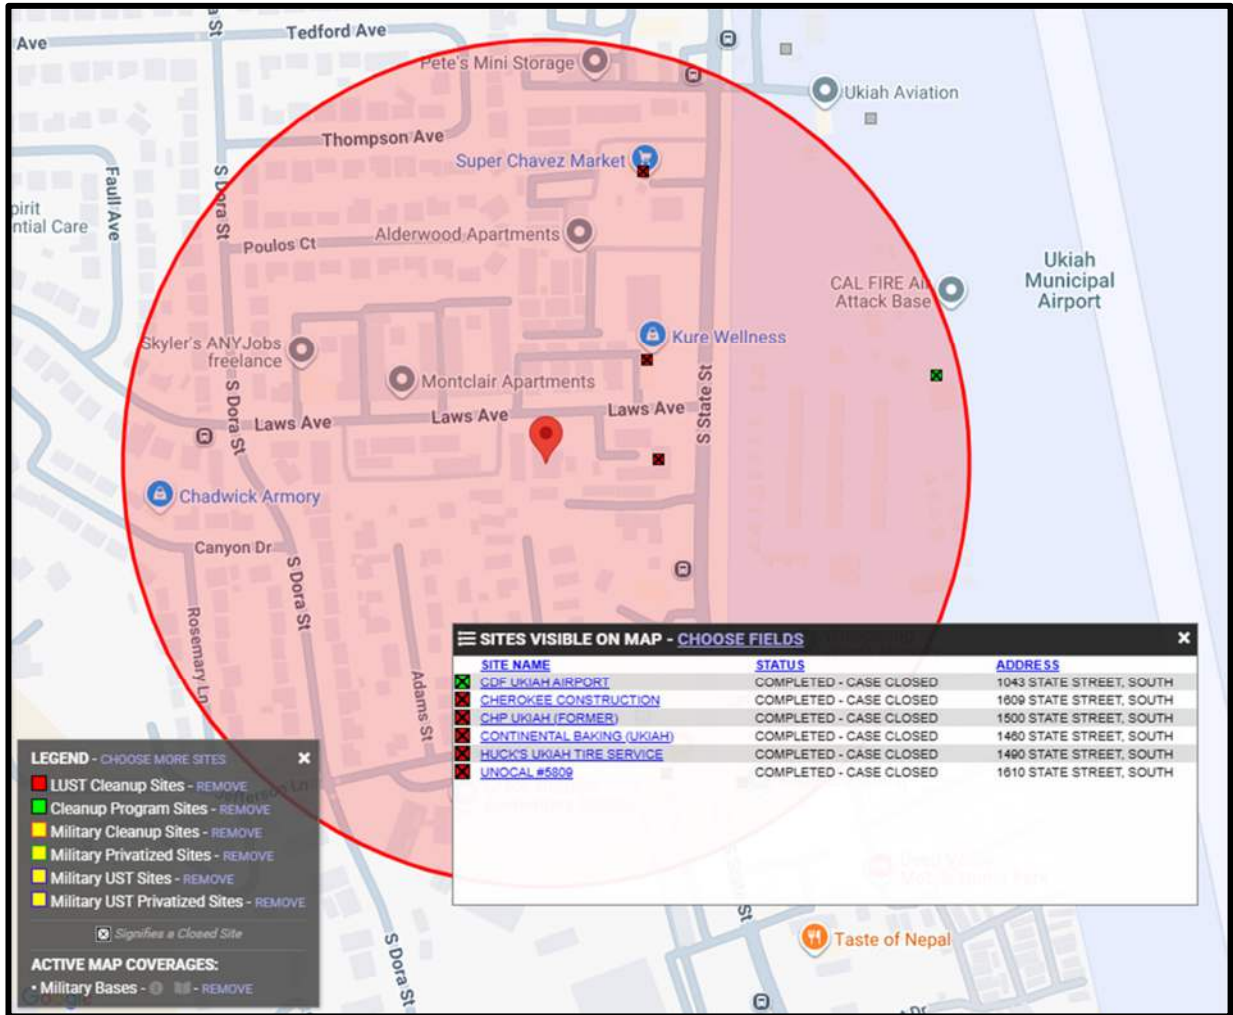 Ave
S Dora St
Tedford Ave
Pete's Mini Storage
Ukiah Aviation
Thompson Ave
Super Chavez Market
Faull Ave
S Dora St
pirit
ntial Care
Poulos Ct
Alderwood Apartments
Ukiah
Municipal
Airport
CAL FIRE Air
Attack Base
Kure Wellness
Skyler's ANYJobs
freelance
Montclair Apartments
S Dora St
S State St
Laws Ave
Laws Ave
Laws Ave
Chadwick Armory
Canyon Dr
S Dora St
Rosemary Ln
Adams St
SITES VISIBLE ON MAP - CHOOSE FIELDS
SITE NAME STATUS ADDRESS
CDF UKIAH AIRPORT COMPLETED - CASE CLOSED 1043 STATE STREET, SOUTH
CHEROKEE CONSTRUCTION COMPLETED - CASE CLOSED 1609 STATE STREET, SOUTH
CHP UKIAH (FORMER) COMPLETED - CASE CLOSED 1500 STATE STREET, SOUTH
CONTINENTAL BAKING (UKIAH) COMPLETED - CASE CLOSED 1460 STATE STREET, SOUTH
HUCK'S UKIAH TIRE SERVICE COMPLETED - CASE CLOSED 1490 STATE STREET, SOUTH
UNOCAL #5809 COMPLETED - CASE CLOSED 1610 STATE STREET, SOUTH
LEGEND - CHOOSE MORE SITES
LUST Cleanup Sites - REMOVE
Cleanup Program Sites - REMOVE
Military Cleanup Sites - REMOVE
Military Privatized Sites - REMOVE
Military UST Sites - REMOVE
Military UST Privatized Sites - REMOVE
Signifies a Closed Site
ACTIVE MAP COVERAGES:
• Military Bases - REMOVE
Google
S Dora St
St
Taste of Nepal
Dr